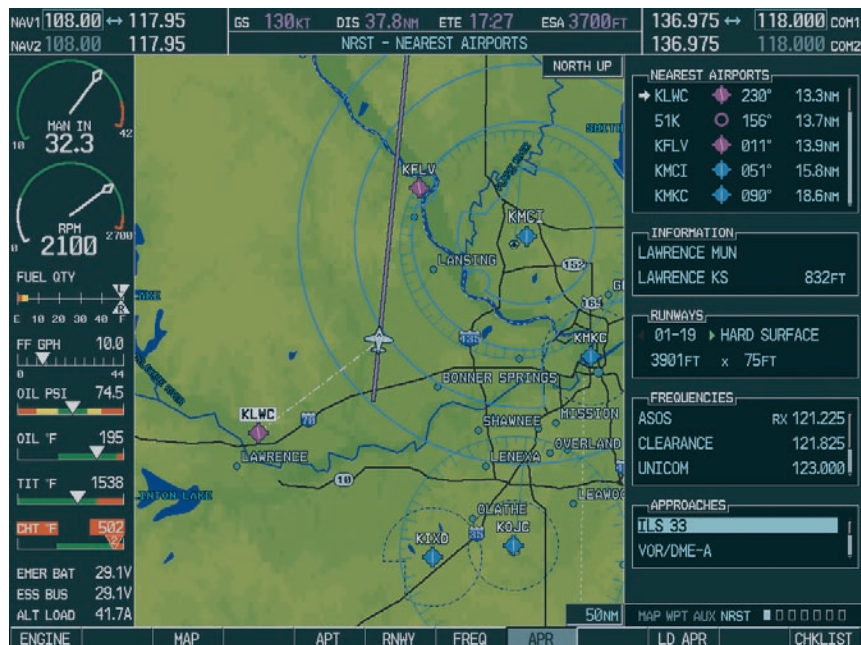 NAV1 108.00 ↔ 117.95
NAV2 108.00 117.95
GS 130KT DIS 37.8NM ETE 17:27 ESA 3700FT
NRST - NEAREST AIRPORTS
136.975 ↔ 118.000 COM1
136.975 118.000 COM2
MAN IN
32.3
10 42
RPM
2100
0 2700
FUEL QTY
L
R
E 10 20 30 40 F
FF GPH 10.0
0 44
OIL PSI 74.5
OIL °F 195
TIT °F 1538
CHT °F 502
2
EMER BAT 29.1V
ESS BUS 29.1V
ALT LOAD 41.7A
NORTH UP
KFLV
KMCI
LANSING
152
169
435
KMKC
BONNER SPRINGS
KLWC
70
SHAWNEE
MISSION
LAWRENCE
LENEXA
OVERLAND
10
OLATHE
KIXD
35
KOJC
50NM
NEAREST AIRPORTS
KLWC 230° 13.3NM
51K 156° 13.7NM
KFLV 011° 13.9NM
KMCI 051° 15.8NM
KMKC 090° 18.6NM
INFORMATION
LAWRENCE MUN
LAWRENCE KS 832FT
RUNWAYS
01-19 HARD SURFACE
3901FT x 75FT
FREQUENCIES
ASOS RX 121.225
CLEARANCE 121.825
UNICOM 123.000
APPROACHES
ILS 33
VOR/DME-A
MAP WPT AUX NRST
ENGINE MAP APT RNWY FREQ APR LD APR CHKLIST